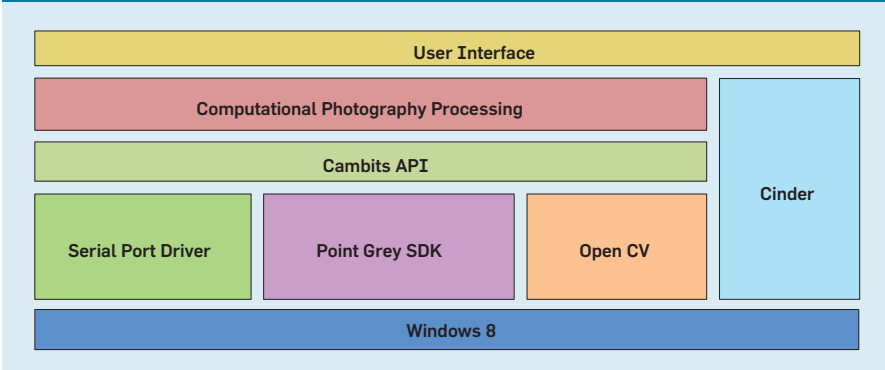 User Interface
Computational Photography Processing
Cambits API
Cinder
Serial Port Driver
Point Grey SDK
Open CV
Windows 8